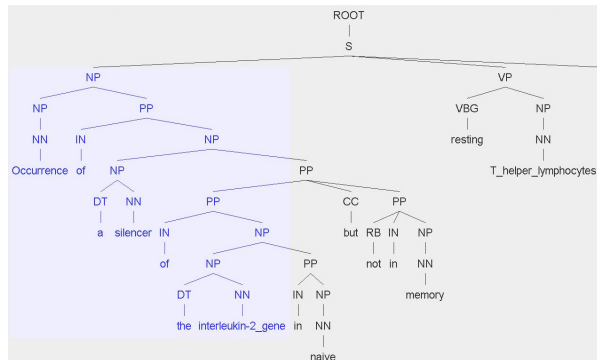 ROOT
S
NP VP
NP PP VBG NP
NN IN NP resting NN
Occurrence of NP PP T_helper_lymphocytes
DT NN PP CC PP
a silencer IN NP but RB IN NP
of NP PP not in NN
DT NN IN NP memory
the interleukin-2_gene in NN
naive